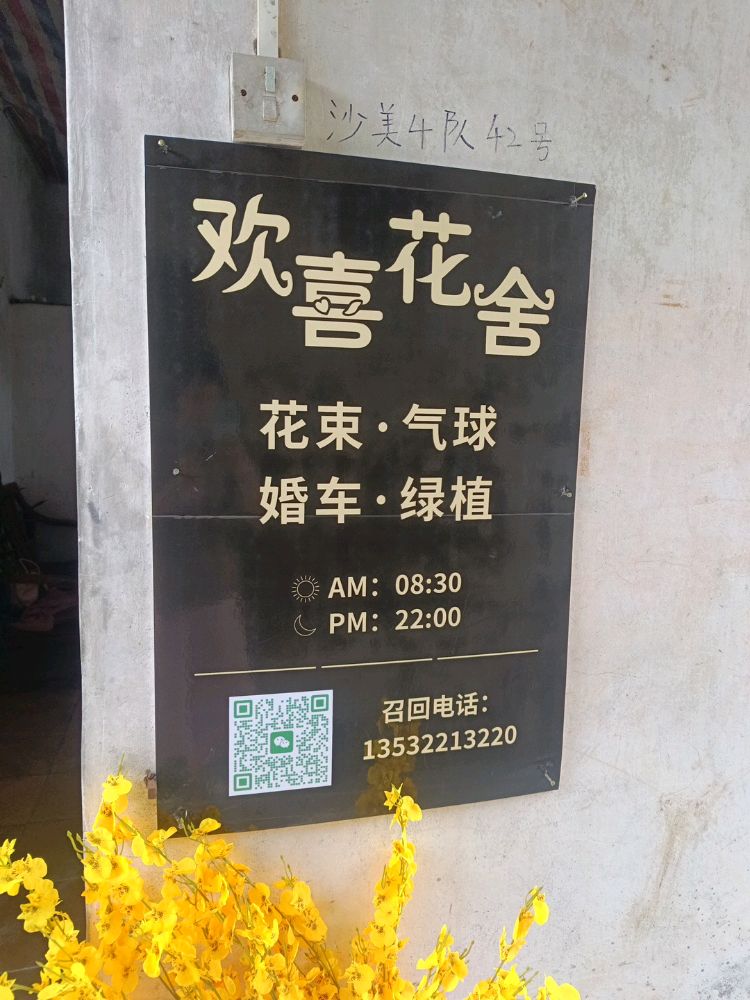 沙美4队42号
欢喜花舍
花束·气球
婚车·绿植
AM：08:30
PM：22:00
召回电话：
13532213220